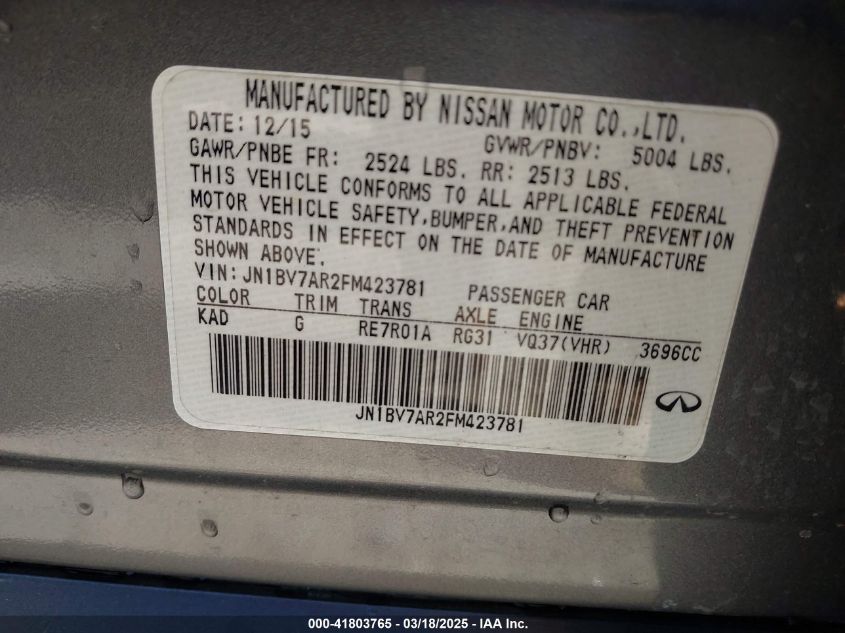 MANUFACTURED BY NISSAN MOTOR CO.,LTD.
DATE: 12/15 GVWR/PNBV: 5004 LBS.
GAWR/PNBE FR: 2524 LBS. RR: 2513 LBS.
THIS VEHICLE CONFORMS TO ALL APPLICABLE FEDERAL
MOTOR VEHICLE SAFETY,BUMPER,AND THEFT PREVENTION
STANDARDS IN EFFECT ON THE DATE OF MANUFACTURE
SHOWN ABOVE.
VIN:JN1BV7AR2FM423781 PASSENGER CAR
COLOR TRIM TRANS AXLE ENGINE
KAD G RE7R01A RG31 VQ37(VHR) 3696CC
JN1BV7AR2FM423781
000-41803765 - 03/18/2025 - IAA Inc.